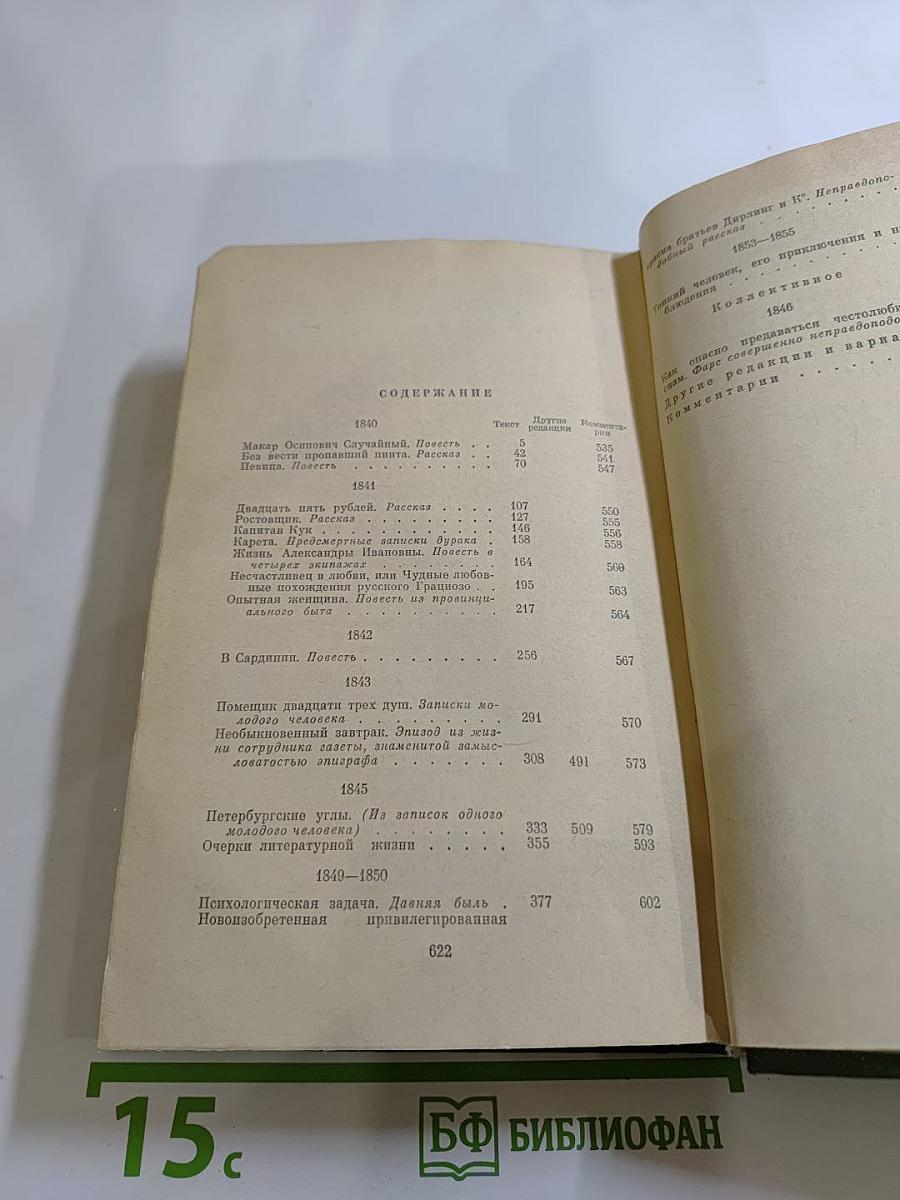 СОДЕРЖАНИЕ
1840 Текст Другие редакции Коммента-рии
Макар Осипович Случайный. Повесть . . 5 535
Без вести пропавший пиита. Рассказ . . 42 541
Певица. Повесть . . . . . . . . . . 70 547
1841
Двадцать пять рублей. Рассказ . . . . 107 550
Ростовщик. Рассказ . . . . . . . . . 127 555
Капитан Кук . . . . . . . . . . . . 146 556
Карета. Предсмертные записки дурака . 158 558
Жизнь Александры Ивановны. Повесть в
четырех экипажах . . . . . . . . 164 560
Несчастливец в любви, или Чудные любов-
ные похождения русского Грациозо . . 195 563
Опытная женщина. Повесть из провинци-
ального быта . . . . . . . . . . 217 564
1842
В Сардинии. Повесть . . . . . . . . . 256 567
1843
Помещик двадцати трех душ. Записки мо-
лодого человека . . . . . . . . . 291 570
Необыкновенный завтрак. Эпизод из жиз-
ни сотрудника газеты, знаменитой замыс-
ловатостью эпиграфа . . . . . . . 308 491 573
1845
Петербургские углы. (Из записок одного
молодого человека) . . . . . . . . 333 509 579
Очерки литературной жизни . . . . . 355 593
1849—1850
Психологическая задача. Давняя быль . 377 602
Новоизобретенная привилегированная
622
братьев Дирлинг и К°. Неправдопо-
добный рассказ . . . . . . . .
1853—1855
Тонкий человек, его приключения и н
блюдения . . . . . . . . . .
Коллективное
1846
Как опасно предаваться честолюби
снам. Фарс совершенно неправдоподо
Другие редакции и вариа
Комментарии . . . . . .
15 с
БФ БИБЛИОФАН